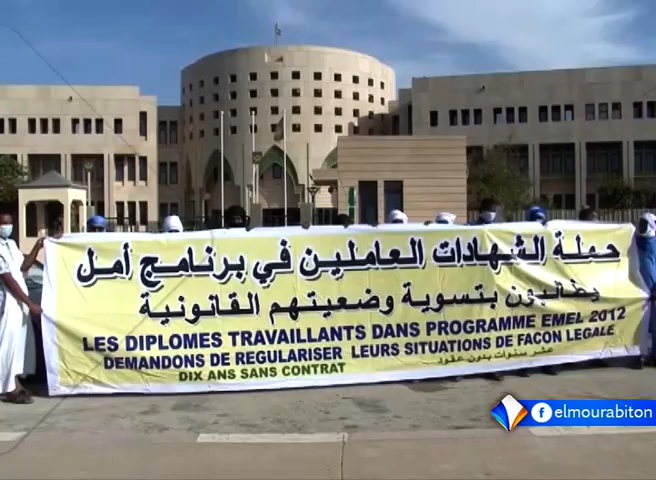 حملة الشهادات العاملين في برنامج أمل
يطالبون بتسوية وضعيتهم القانونية
LES DIPLOMES TRAVAILLANTS DANS PROGRAMME EMEL 2012
DEMANDONS DE REGULARISER LEURS SITUATIONS DE FAÇON LEGALE
DIX ANS SANS CONTRAT
عشر سنوات بدون عقود
elmourabiton